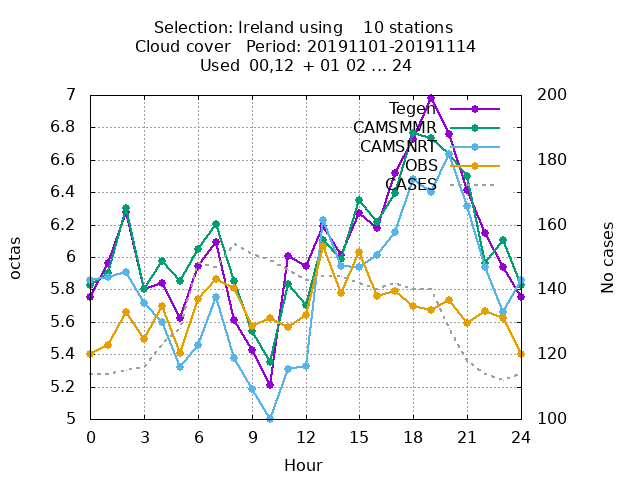 Selection: Ireland using    10 stations
Cloud cover   Period: 20191101-20191114
Used  00,12  + 01 02 ... 24
7
6.8
6.6
6.4
6.2
6
5.8
5.6
5.4
5.2
5
octas
Tegen
CAMSMMR
CAMSNRT
OBS
CASES
200
180
160
140
120
100
No cases
0 3 6 9 12 15 18 21 24
Hour